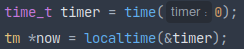 time_t timer = time( timer: 0);
tm *now = localtime(&timer);